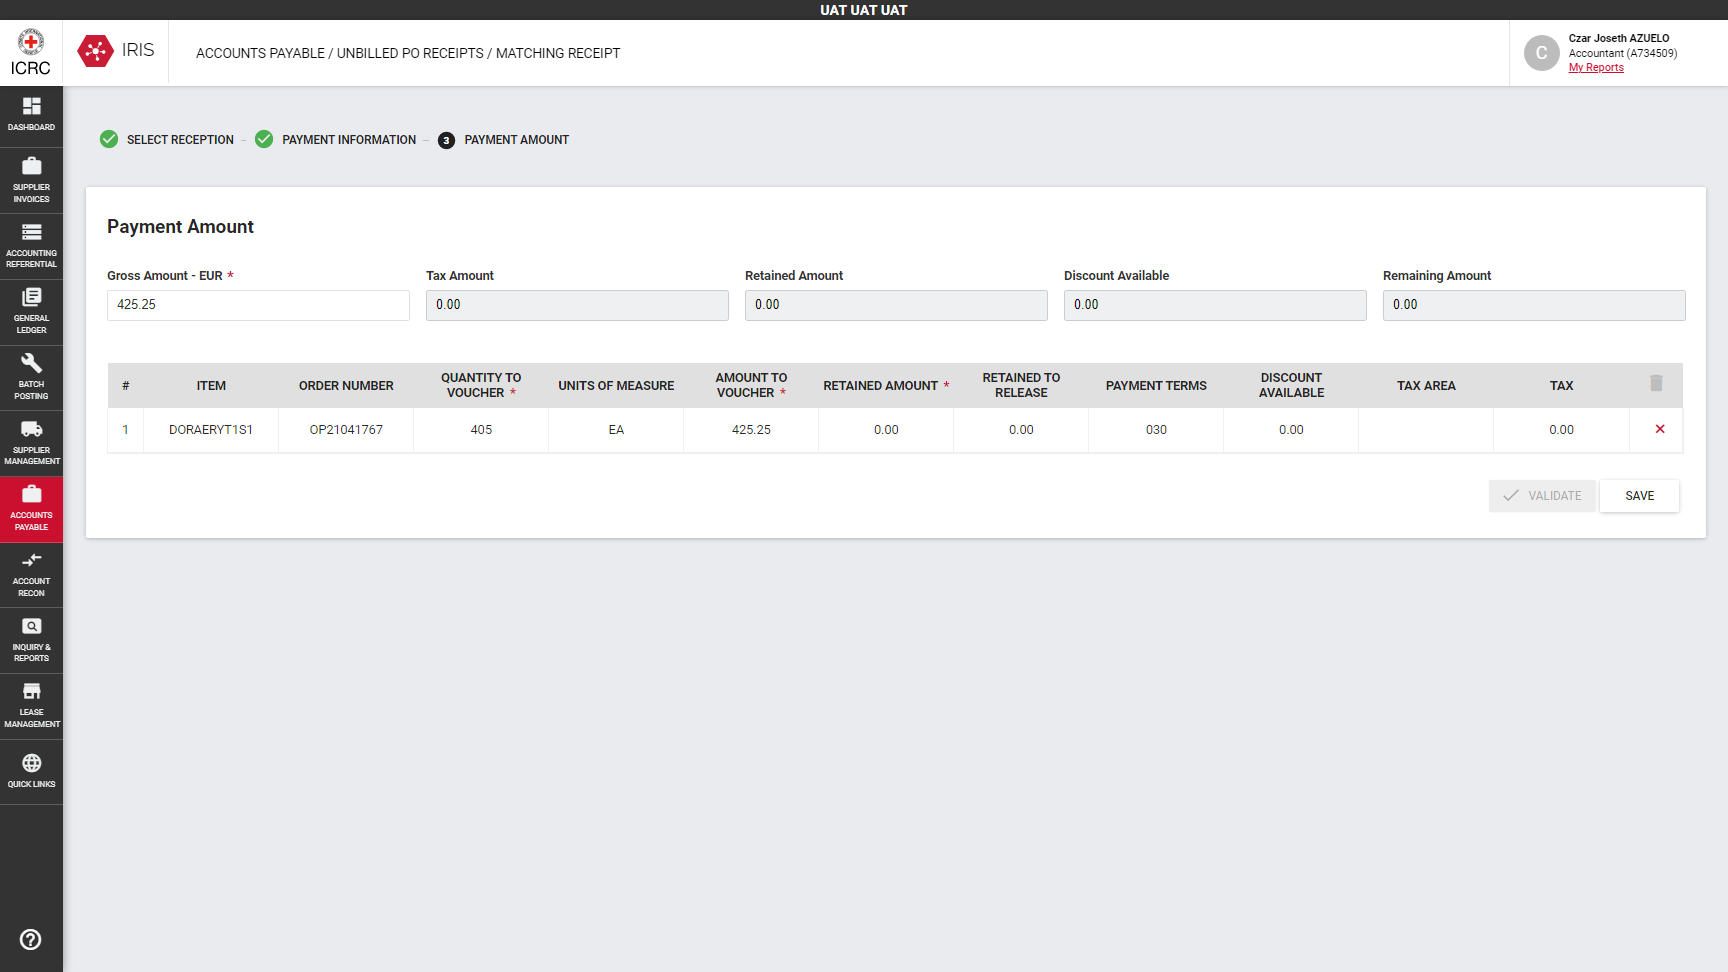 UAT UAT UAT
ICRC
IRIS
ACCOUNTS PAYABLE / UNBILLED PO RECEIPTS / MATCHING RECEIPT
C
Czar Joseth AZUELO
Accountant (A734509)
My Reports
DASHBOARD
SUPPLIER
INVOICES
ACCOUNTING
REFERENTIAL
GENERAL
LEDGER
BATCH
POSTING
SUPPLIER
MANAGEMENT
ACCOUNTS
PAYABLE
ACCOUNT
RECON
INQUIRY &
REPORTS
LEASE
MANAGEMENT
QUICK LINKS
SELECT RECEPTION – PAYMENT INFORMATION – 3 PAYMENT AMOUNT
Payment Amount
Gross Amount - EUR * Tax Amount Retained Amount Discount Available Remaining Amount
425.25 0.00 0.00 0.00 0.00
# ITEM ORDER NUMBER QUANTITY TO VOUCHER * UNITS OF MEASURE AMOUNT TO VOUCHER * RETAINED AMOUNT * RETAINED TO RELEASE PAYMENT TERMS DISCOUNT AVAILABLE TAX AREA TAX
1 DORAERYT1S1 OP21041767 405 EA 425.25 0.00 0.00 030 0.00 0.00
VALIDATE SAVE